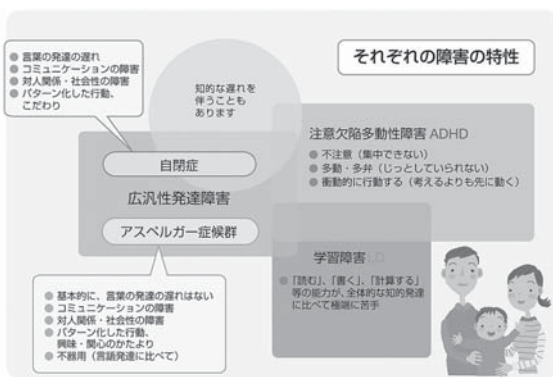 それぞれの障害の特性
● 言葉の発達の遅れ
● コミュニケーションの障害
● 対人関係・社会性の障害
● パターン化した行動、
こだわり
知的な遅れを
伴うことも
あります
自閉症
広汎性発達障害
アスペルガー症候群
● 基本的に、言葉の発達の遅れはない
● コミュニケーションの障害
● 対人関係・社会性の障害
● パターン化した行動、
興味・関心のかたより
● 不器用（言語発達に比べて）
注意欠陥多動性障害 ADHD
● 不注意（集中できない）
● 多動・多弁（じっとしていられない）
● 衝動的に行動する（考えるよりも先に動く）
学習障害 LD
● 「読む」、「書く」、「計算する」
等の能力が、全体的な知的発達
に比べて極端に苦手